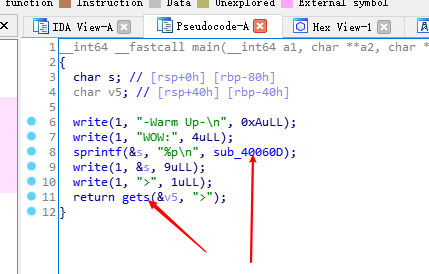 function Instruction Data Unexplored External symbol
IDA View-A Pseudocode-A Hex View-1
1 __int64 __fastcall main(__int64 a1, char **a2, char *
2 {
3 char s; // [rsp+0h] [rbp-80h]
4 char v5; // [rsp+40h] [rbp-40h]
5
6 write(1, "-Warm Up-\n", 0xAuLL);
7 write(1, "WOW:", 4uLL);
8 sprintf(&s, "%p\n", sub_40060D);
9 write(1, &s, 9uLL);
10 write(1, ">", 1uLL);
11 return gets(&v5, ">");
12 }